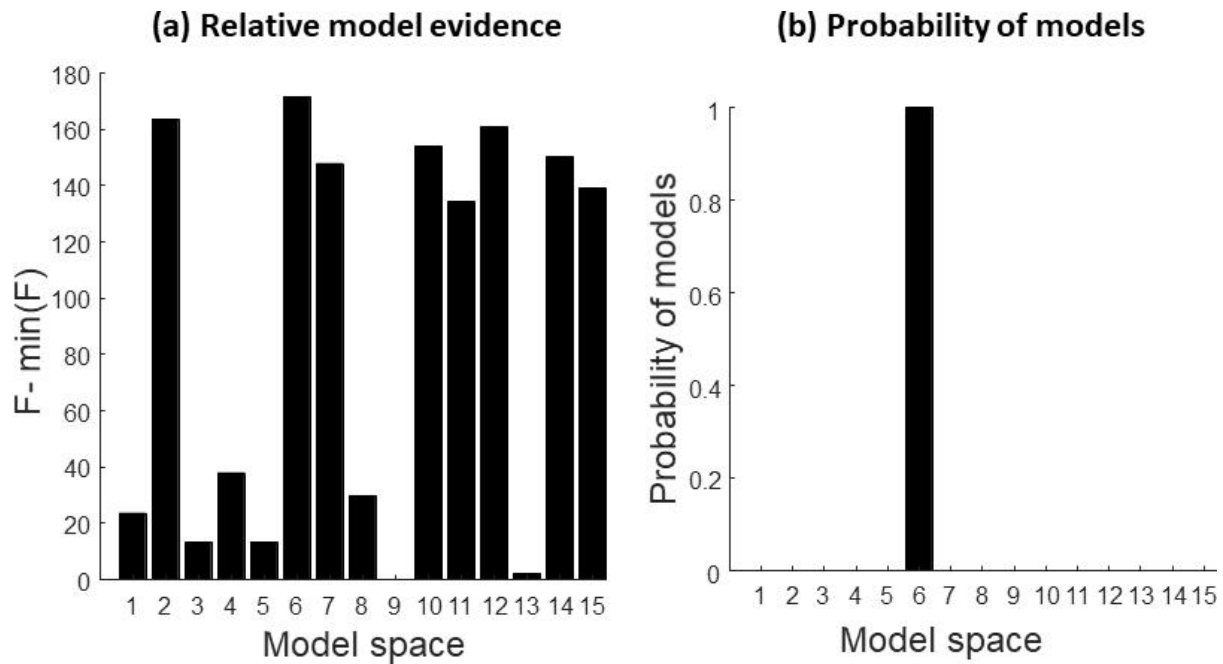 (a) Relative model evidence
F- min(F)
180
160
140
120
100
80
60
40
20
0
1 2 3 4 5 6 7 8 9 10 11 12 13 14 15
Model space
(b) Probability of models
Probability of models
1
0.8
0.6
0.4
0.2
0
1 2 3 4 5 6 7 8 9 10 11 12 13 14 15
Model space